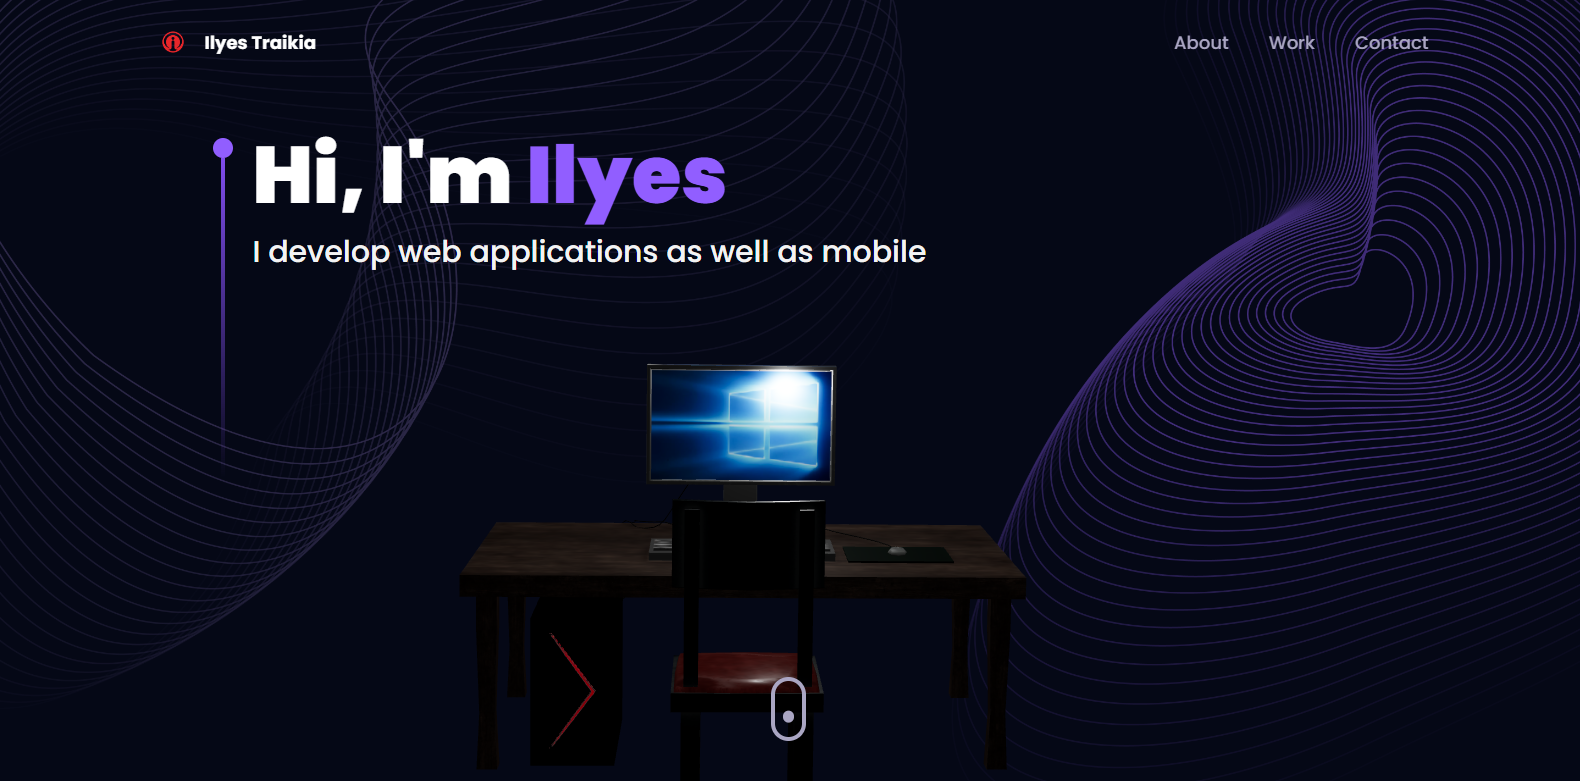 Ilyes Traikia
About
Work
Contact
Hi, I'm Ilyes
I develop web applications as well as mobile